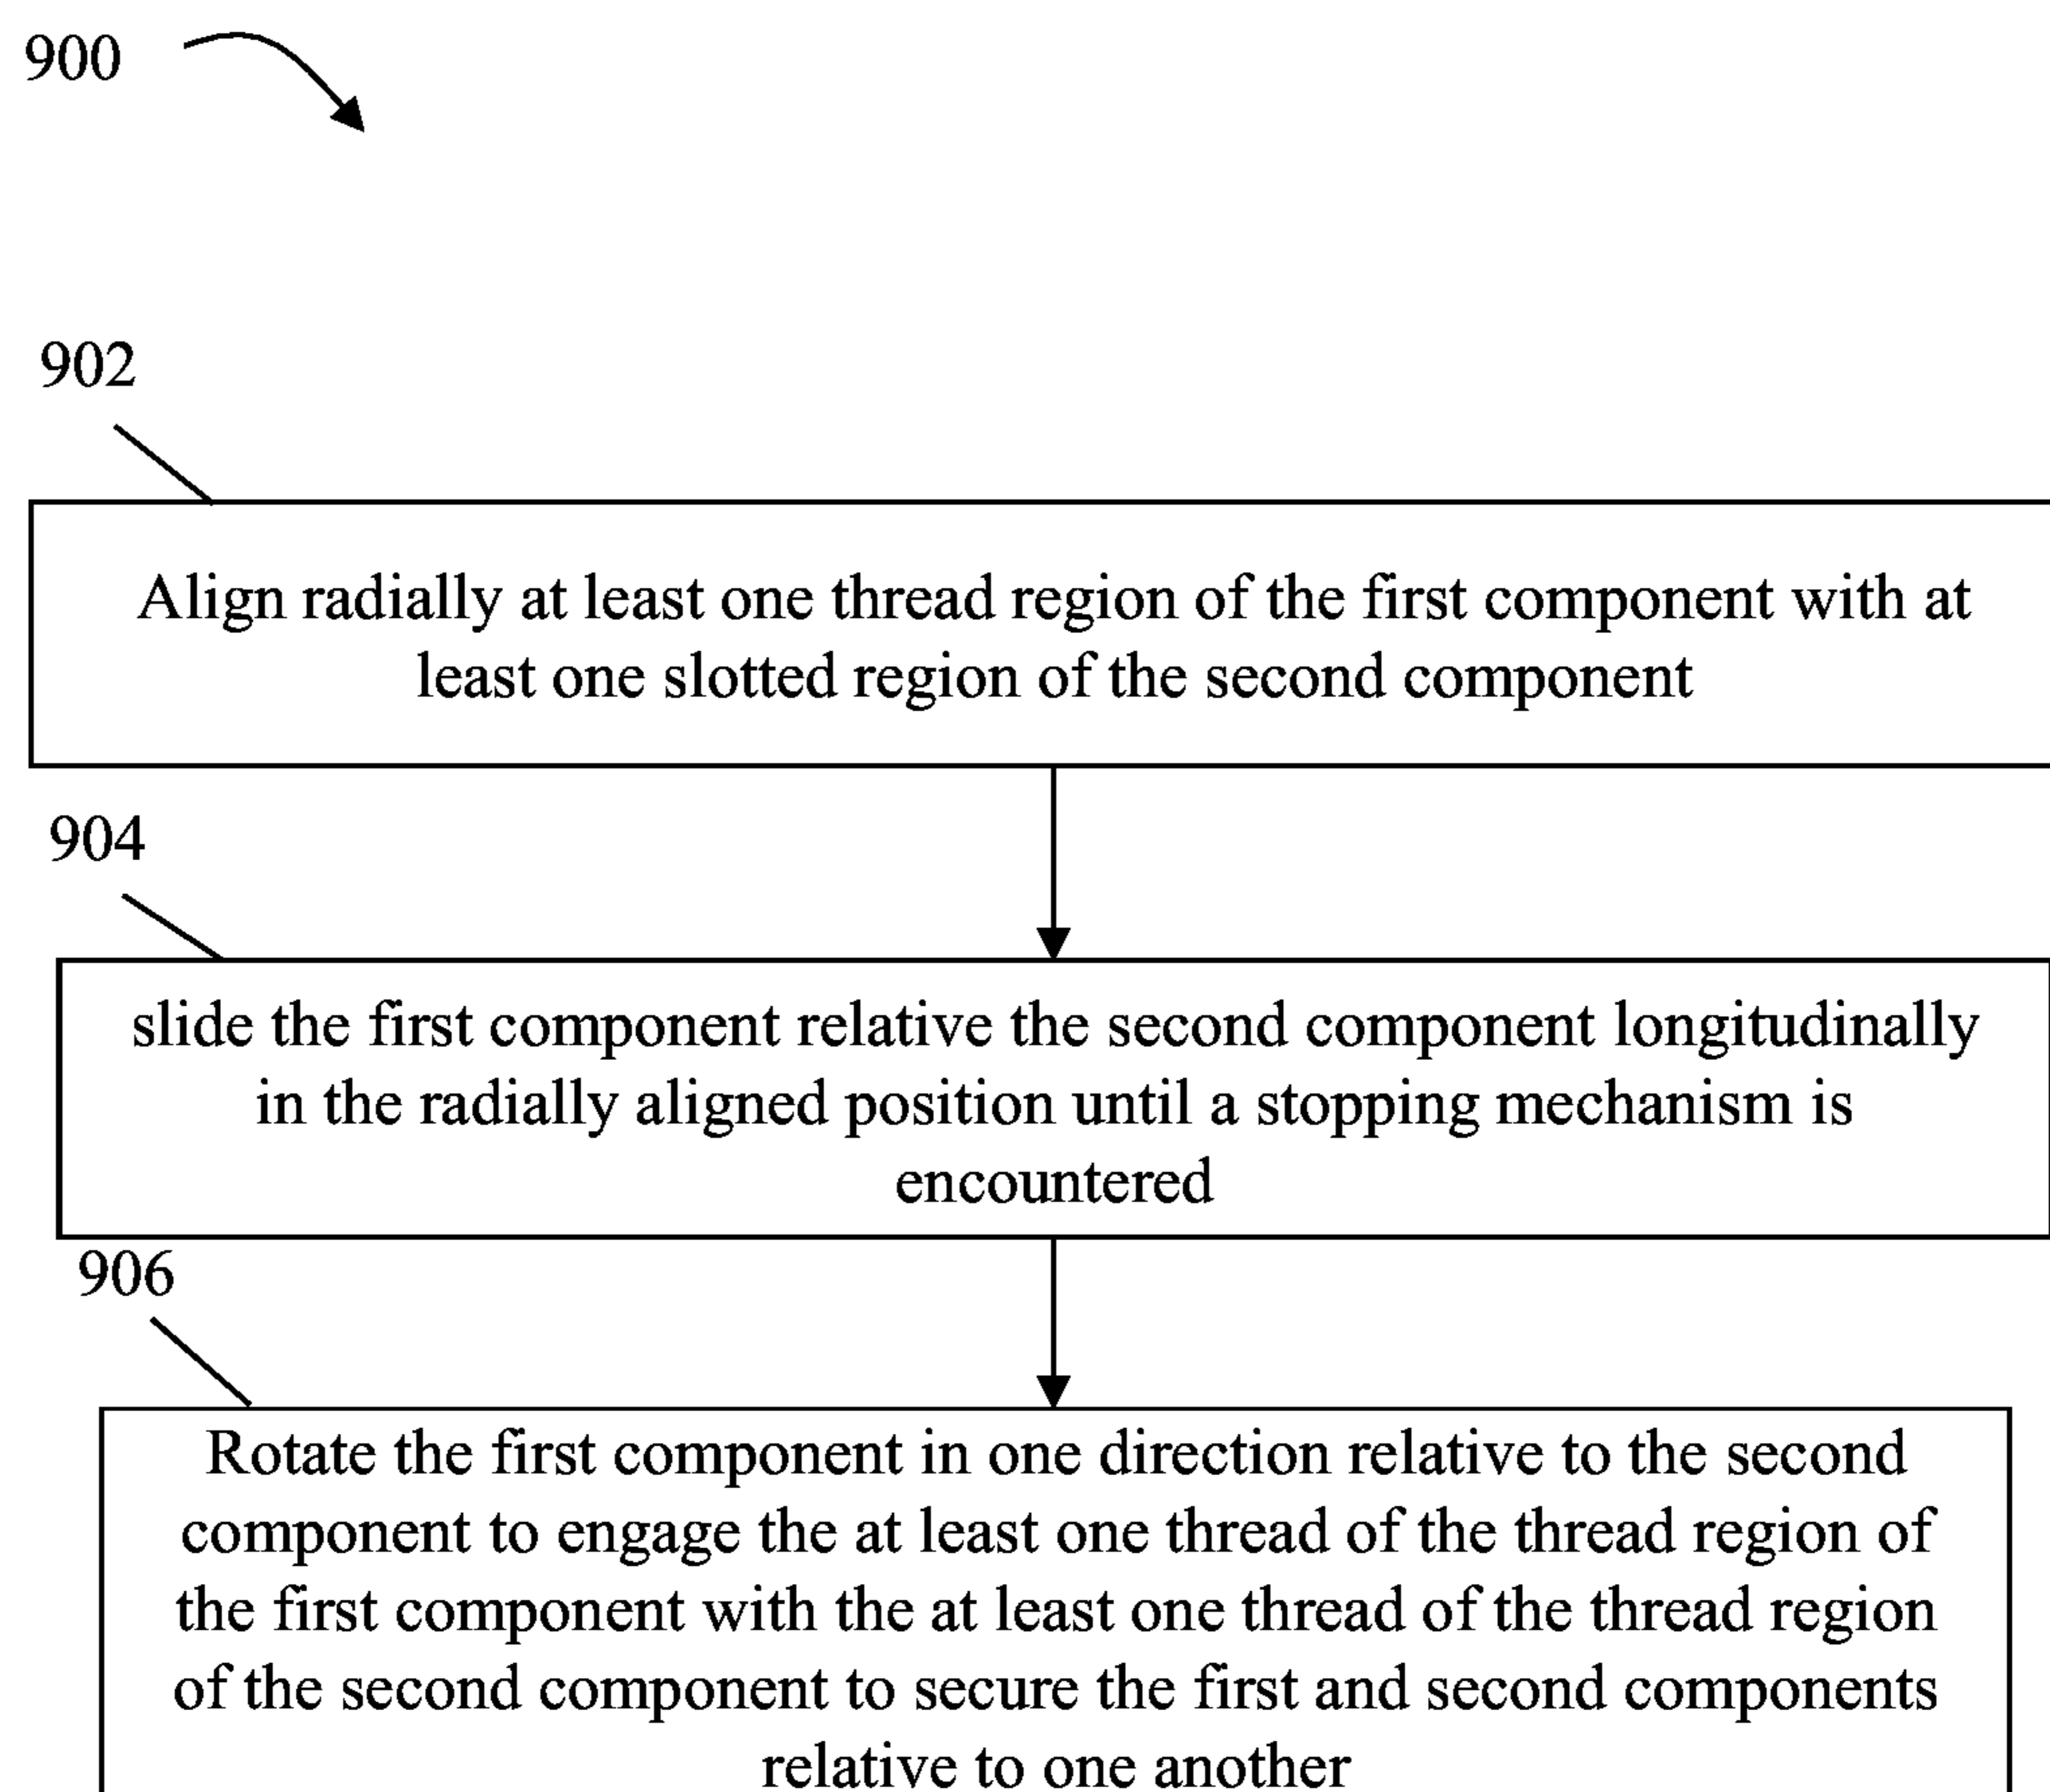 900
902
Align radially at least one thread region of the first component with at
least one slotted region of the second component
904
slide the first component relative the second component longitudinally
in the radially aligned position until a stopping mechanism is
encountered
906
Rotate the first component in one direction relative to the second
component to engage the at least one thread of the thread region of
the first component with the at least one thread of the thread region
of the second component to secure the first and second components
relative to one another